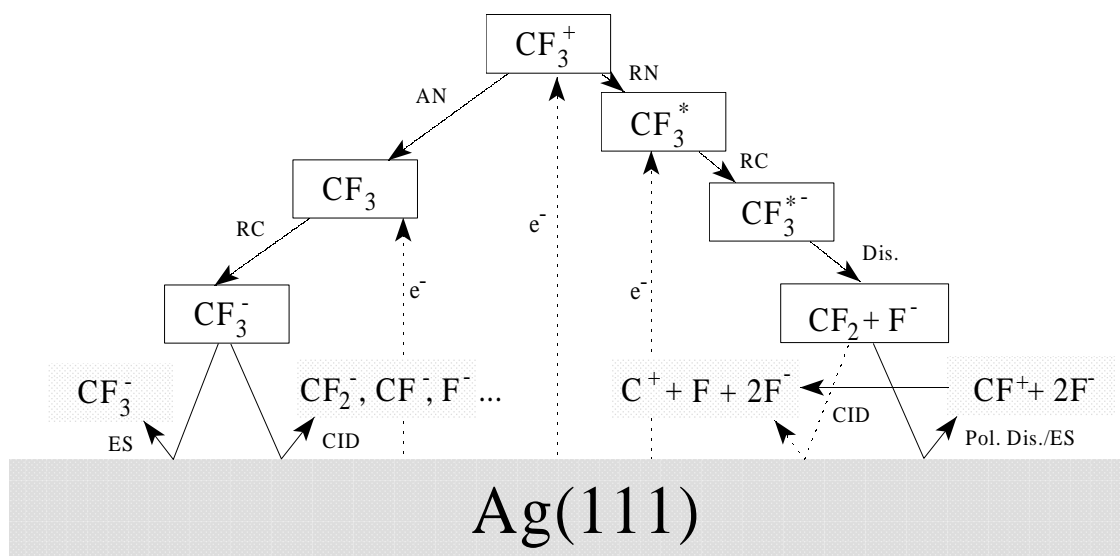 CF₃⁺
AN
RN
CF₃*
CF₃
RC
RC
CF₃*⁻
e⁻
Dis.
CF₃⁻
e⁻
e⁻
CF₂ + F⁻
CF₃⁻
CF₂⁻, CF⁻, F⁻ ...
C⁺ + F + 2F⁻
CF⁺ + 2F⁻
ES
CID
CID
Pol. Dis./ES
Ag(111)